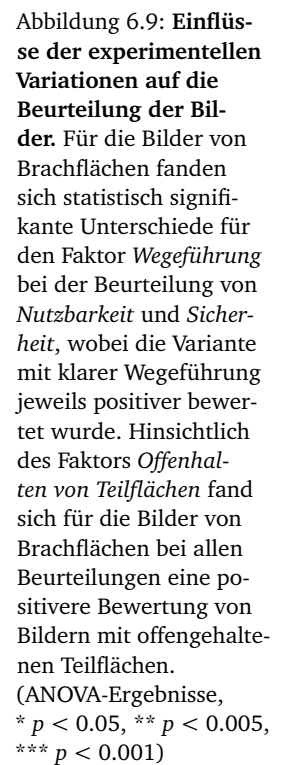 Abbildung 6.9: Einflüs-
se der experimentellen
Variationen auf die
Beurteilung der Bil-
der. Für die Bilder von
Brachflächen fanden
sich statistisch signifi-
kante Unterschiede für
den Faktor Wegeführung
bei der Beurteilung von
Nutzbarkeit und Sicher-
heit, wobei die Variante
mit klarer Wegeführung
jeweils positiver bewer-
tet wurde. Hinsichtlich
des Faktors Offenhal-
ten von Teilflächen fand
sich für die Bilder von
Brachflächen bei allen
Beurteilungen eine po-
sitivere Bewertung von
Bildern mit offengehalte-
nen Teilflächen.
(ANOVA-Ergebnisse,
* p < 0.05, ** p < 0.005,
*** p < 0.001)